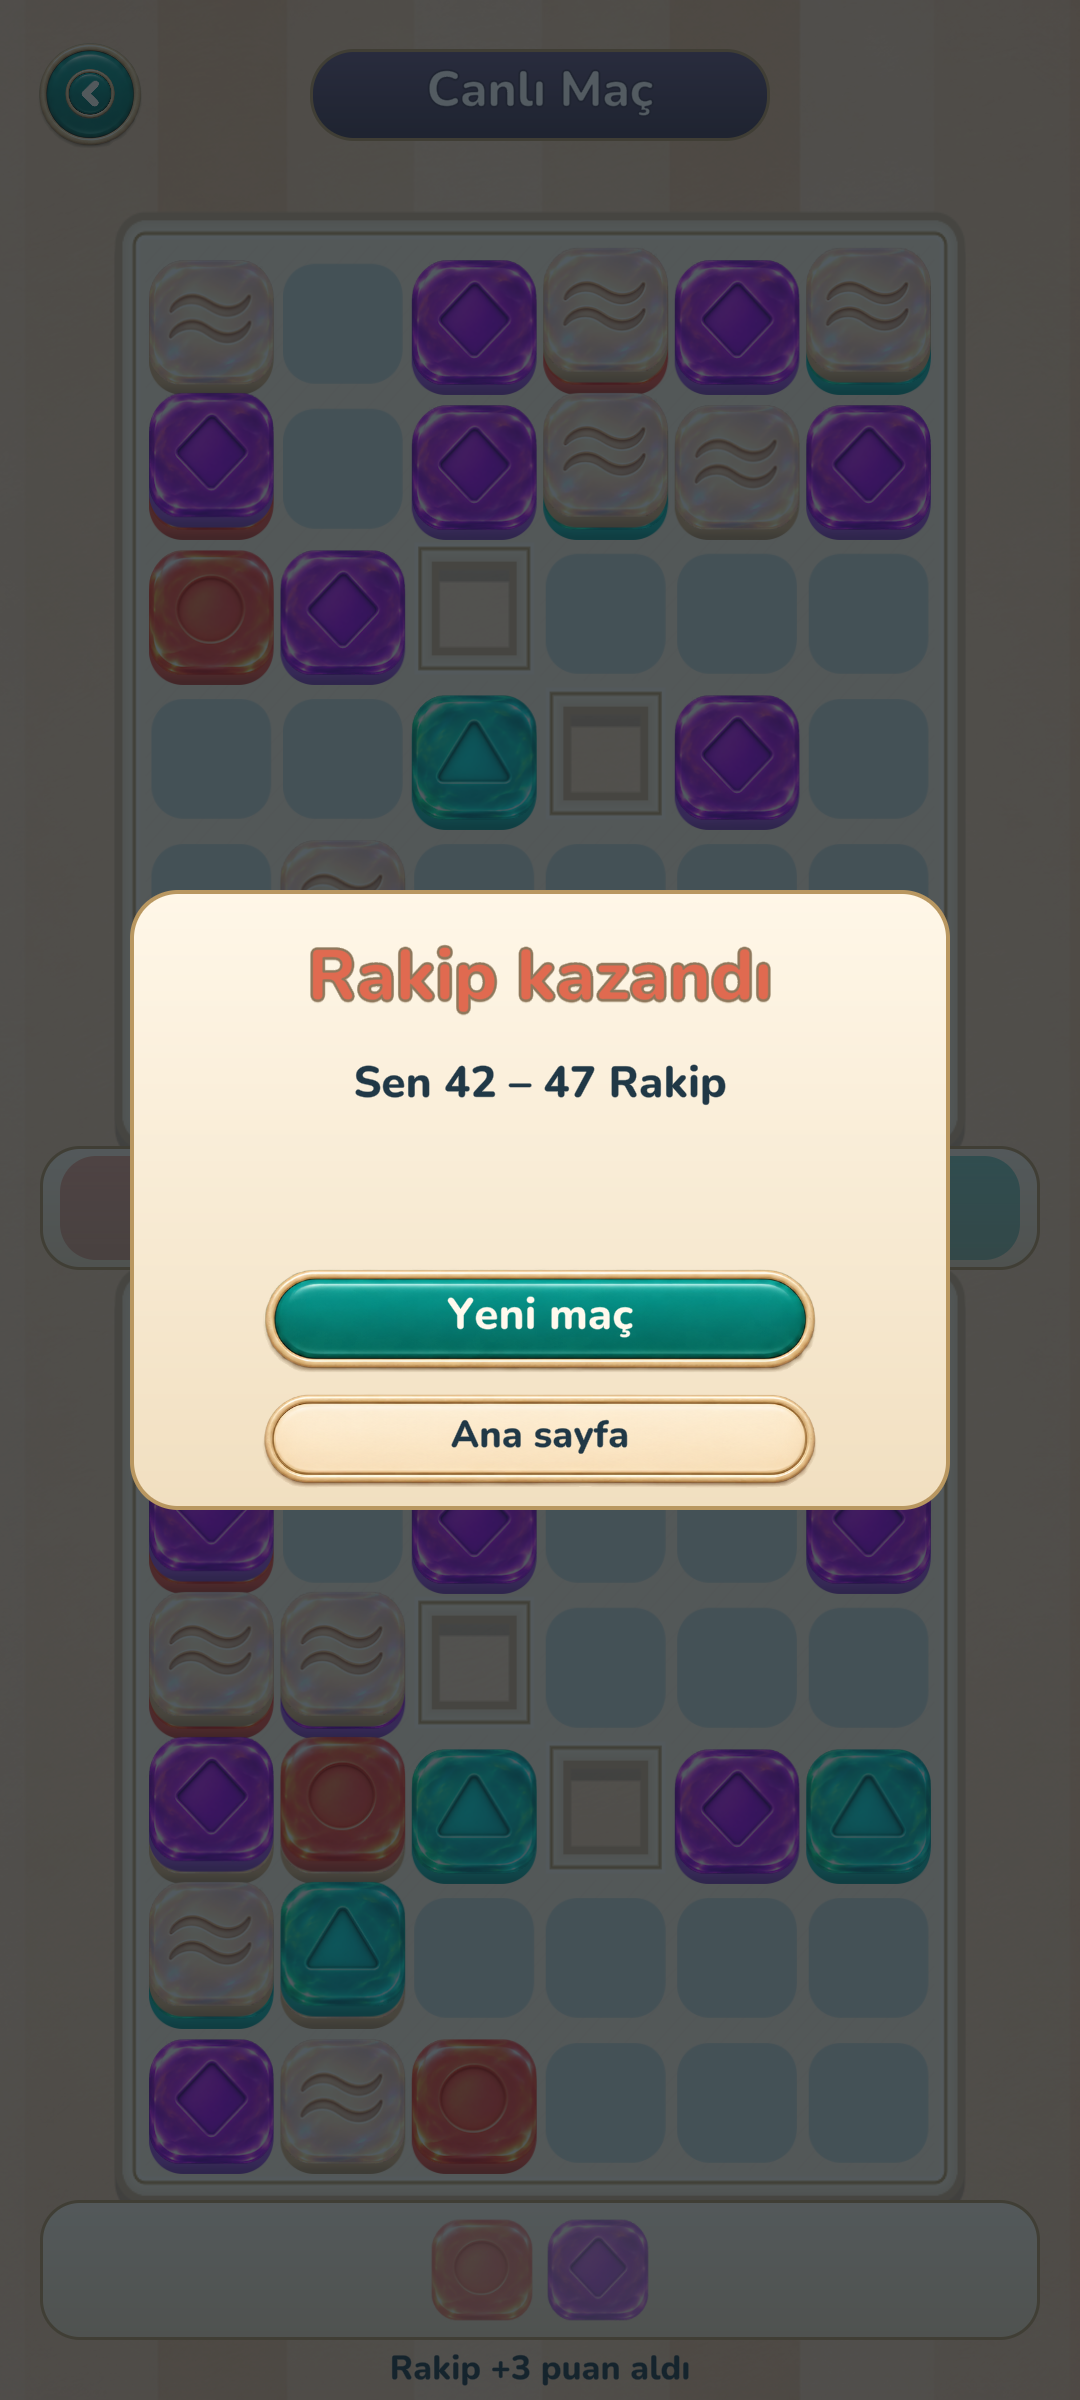 Canlı Maç
Rakip kazandı
Sen 42 – 47 Rakip
Yeni maç
Ana sayfa
Rakip +3 puan aldı